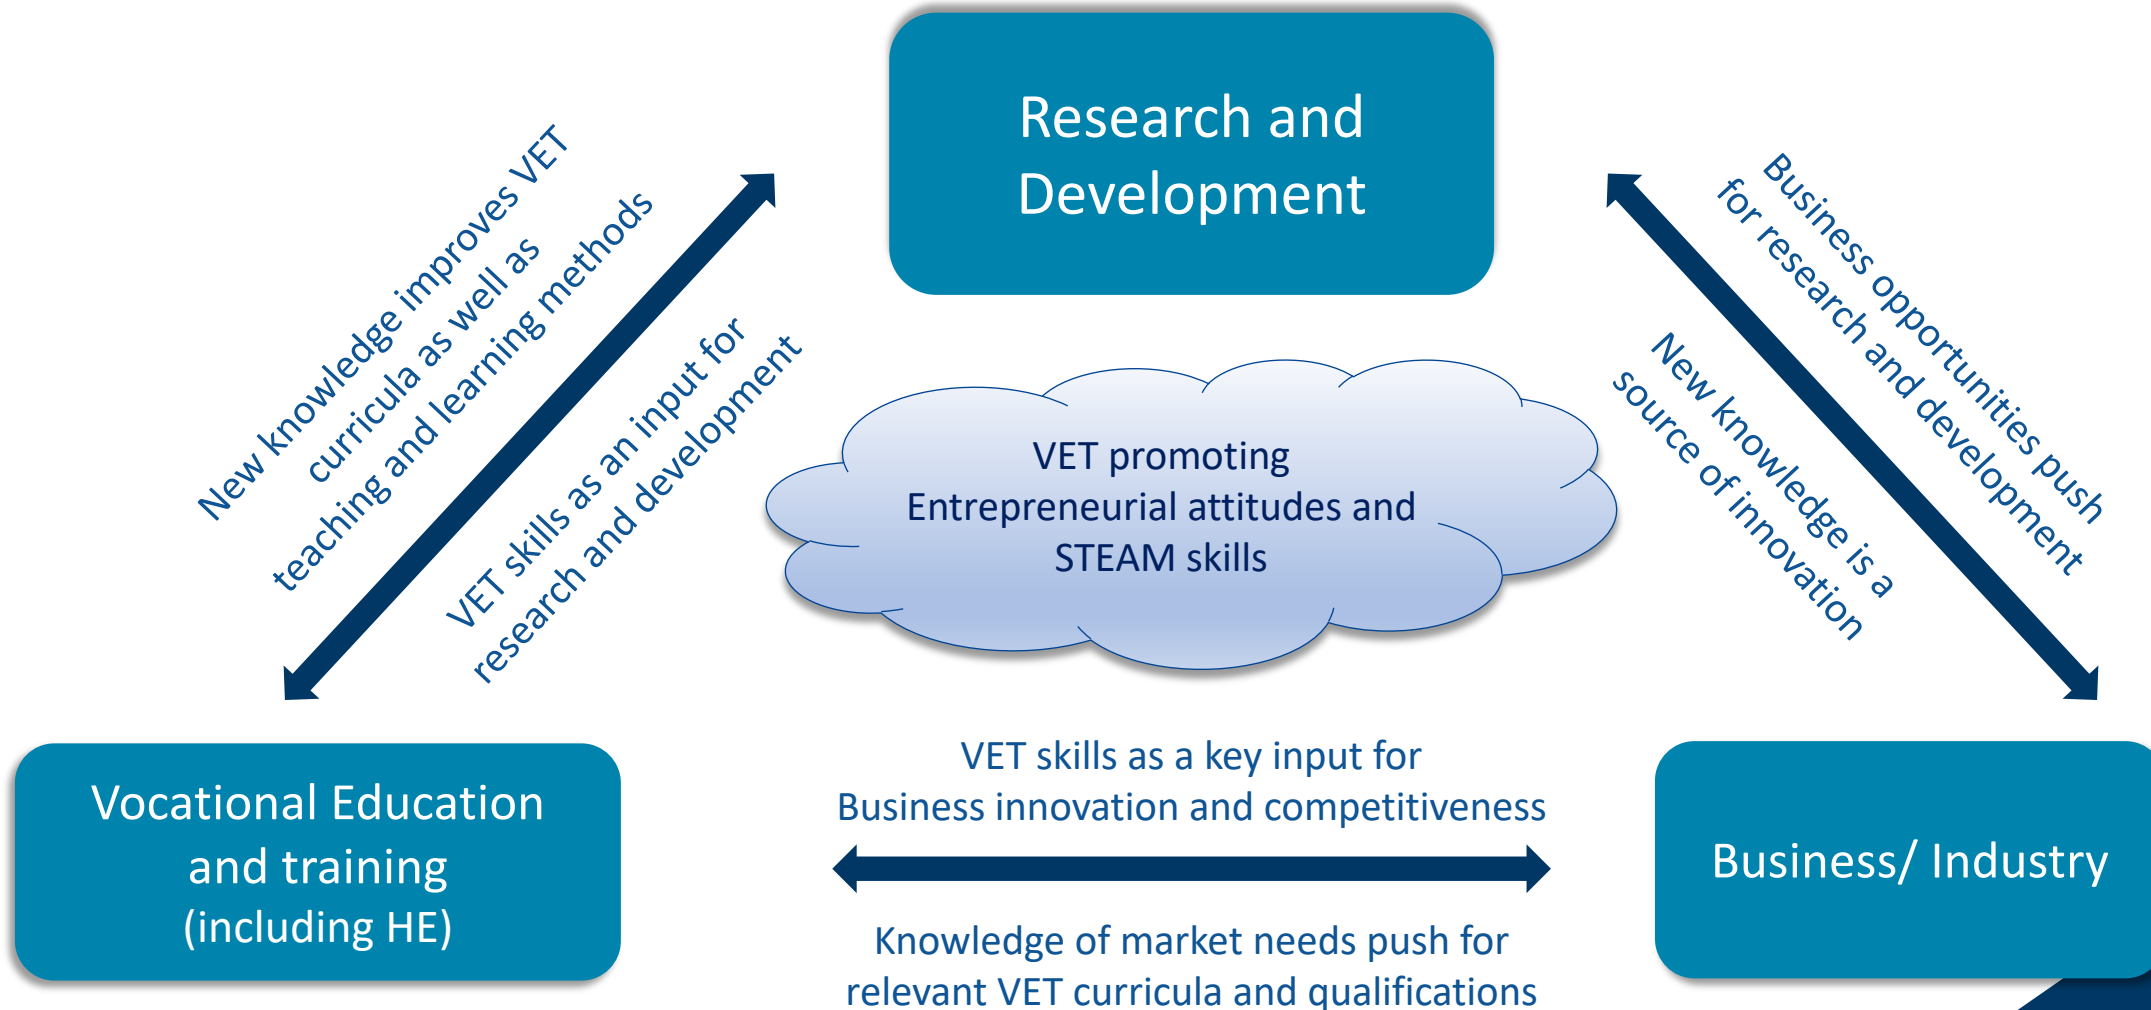 Research and
Development
New knowledge improves VET
curricula as well as
teaching and learning methods
VET skills as an input for
research and development
Business opportunities push
for research and development
New knowledge is a
source of innovation
VET promoting
Entrepreneurial attitudes and
STEAM skills
Vocational Education
and training
(including HE)
VET skills as a key input for
Business innovation and competitiveness
Knowledge of market needs push for
relevant VET curricula and qualifications
Business/ Industry